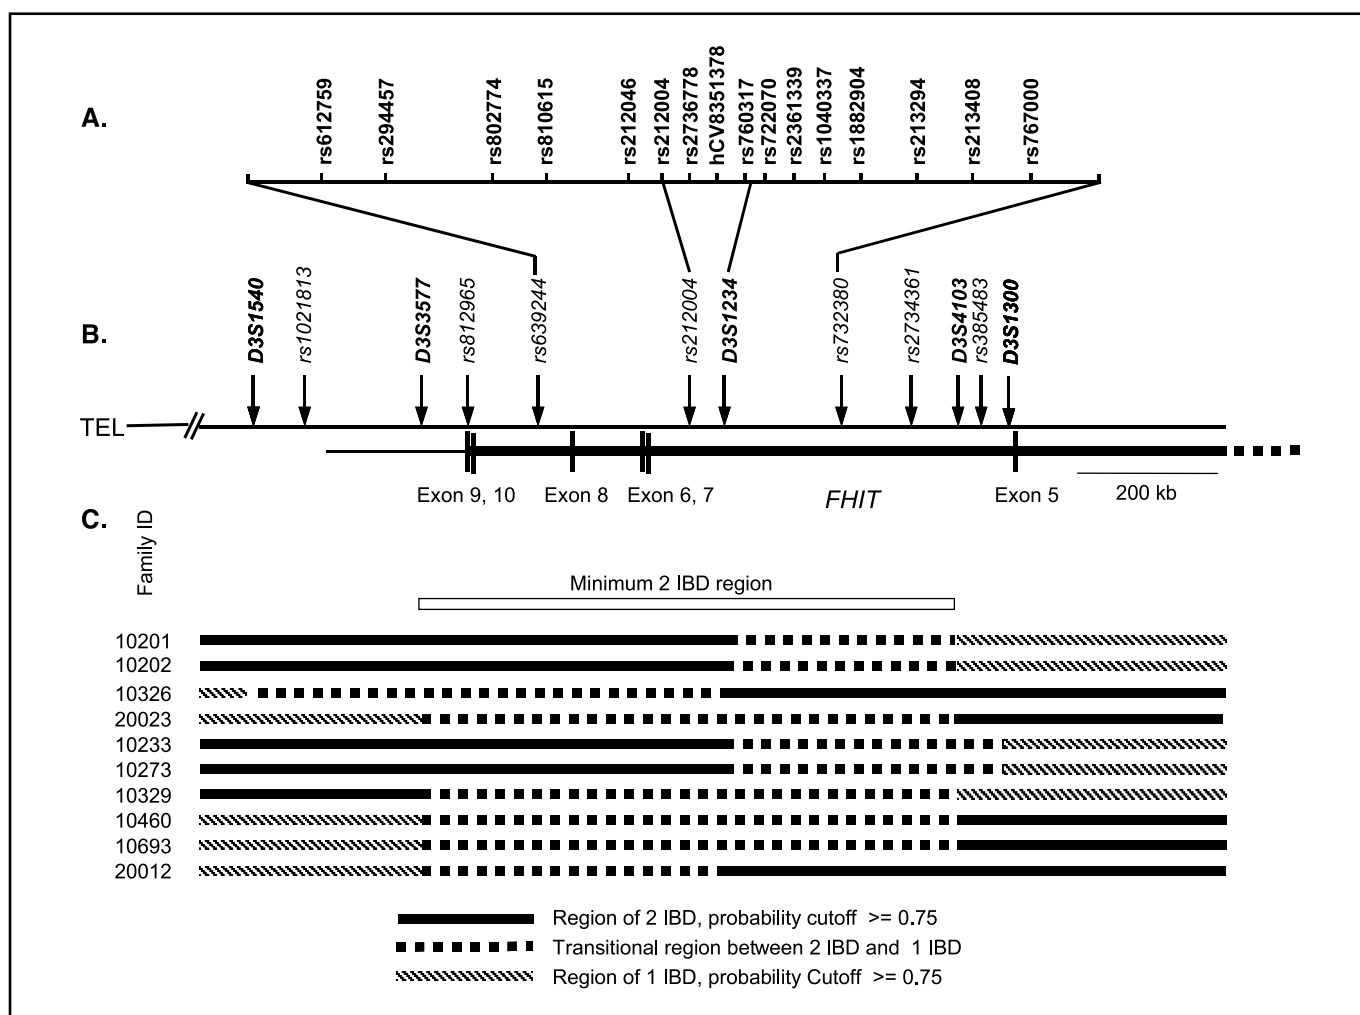 A.
rs612759
rs294457
rs802774
rs810615
rs212046
rs212004
rs2736778
hCV8351378
rs760317
rs722070
rs2361339
rs1040337
rs1882904
rs213294
rs213408
rs767000
B.
D3S1540
rs1021813
D3S3577
rs812965
rs639244
rs212004
D3S1234
rs732380
rs2734361
D3S4103
rs385483
D3S1300
TEL
Exon 9, 10
Exon 8
Exon 6, 7
FHIT
Exon 5
200 kb
C.
Family ID
Minimum 2 IBD region
10201
10202
10326
20023
10233
10273
10329
10460
10693
20012
Region of 2 IBD, probability cutoff >= 0.75
Transitional region between 2 IBD and 1 IBD
Region of 1 IBD, probability Cutoff >= 0.75